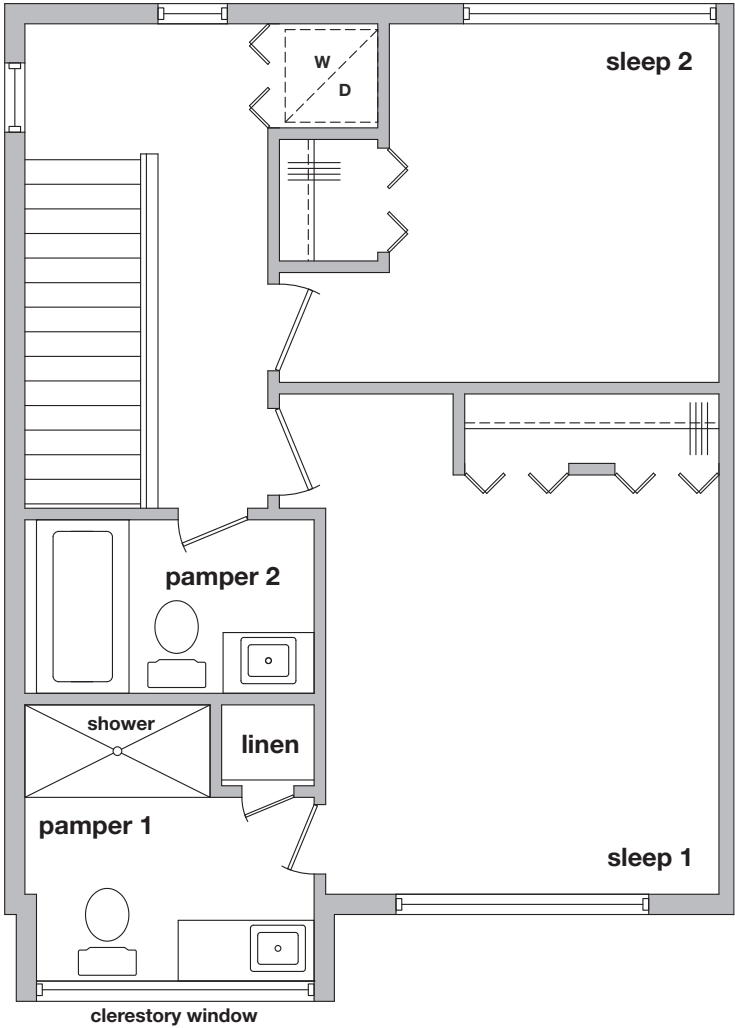 sleep 2
W
D
pamper 2
shower
linen
pamper 1
sleep 1
clerestory window